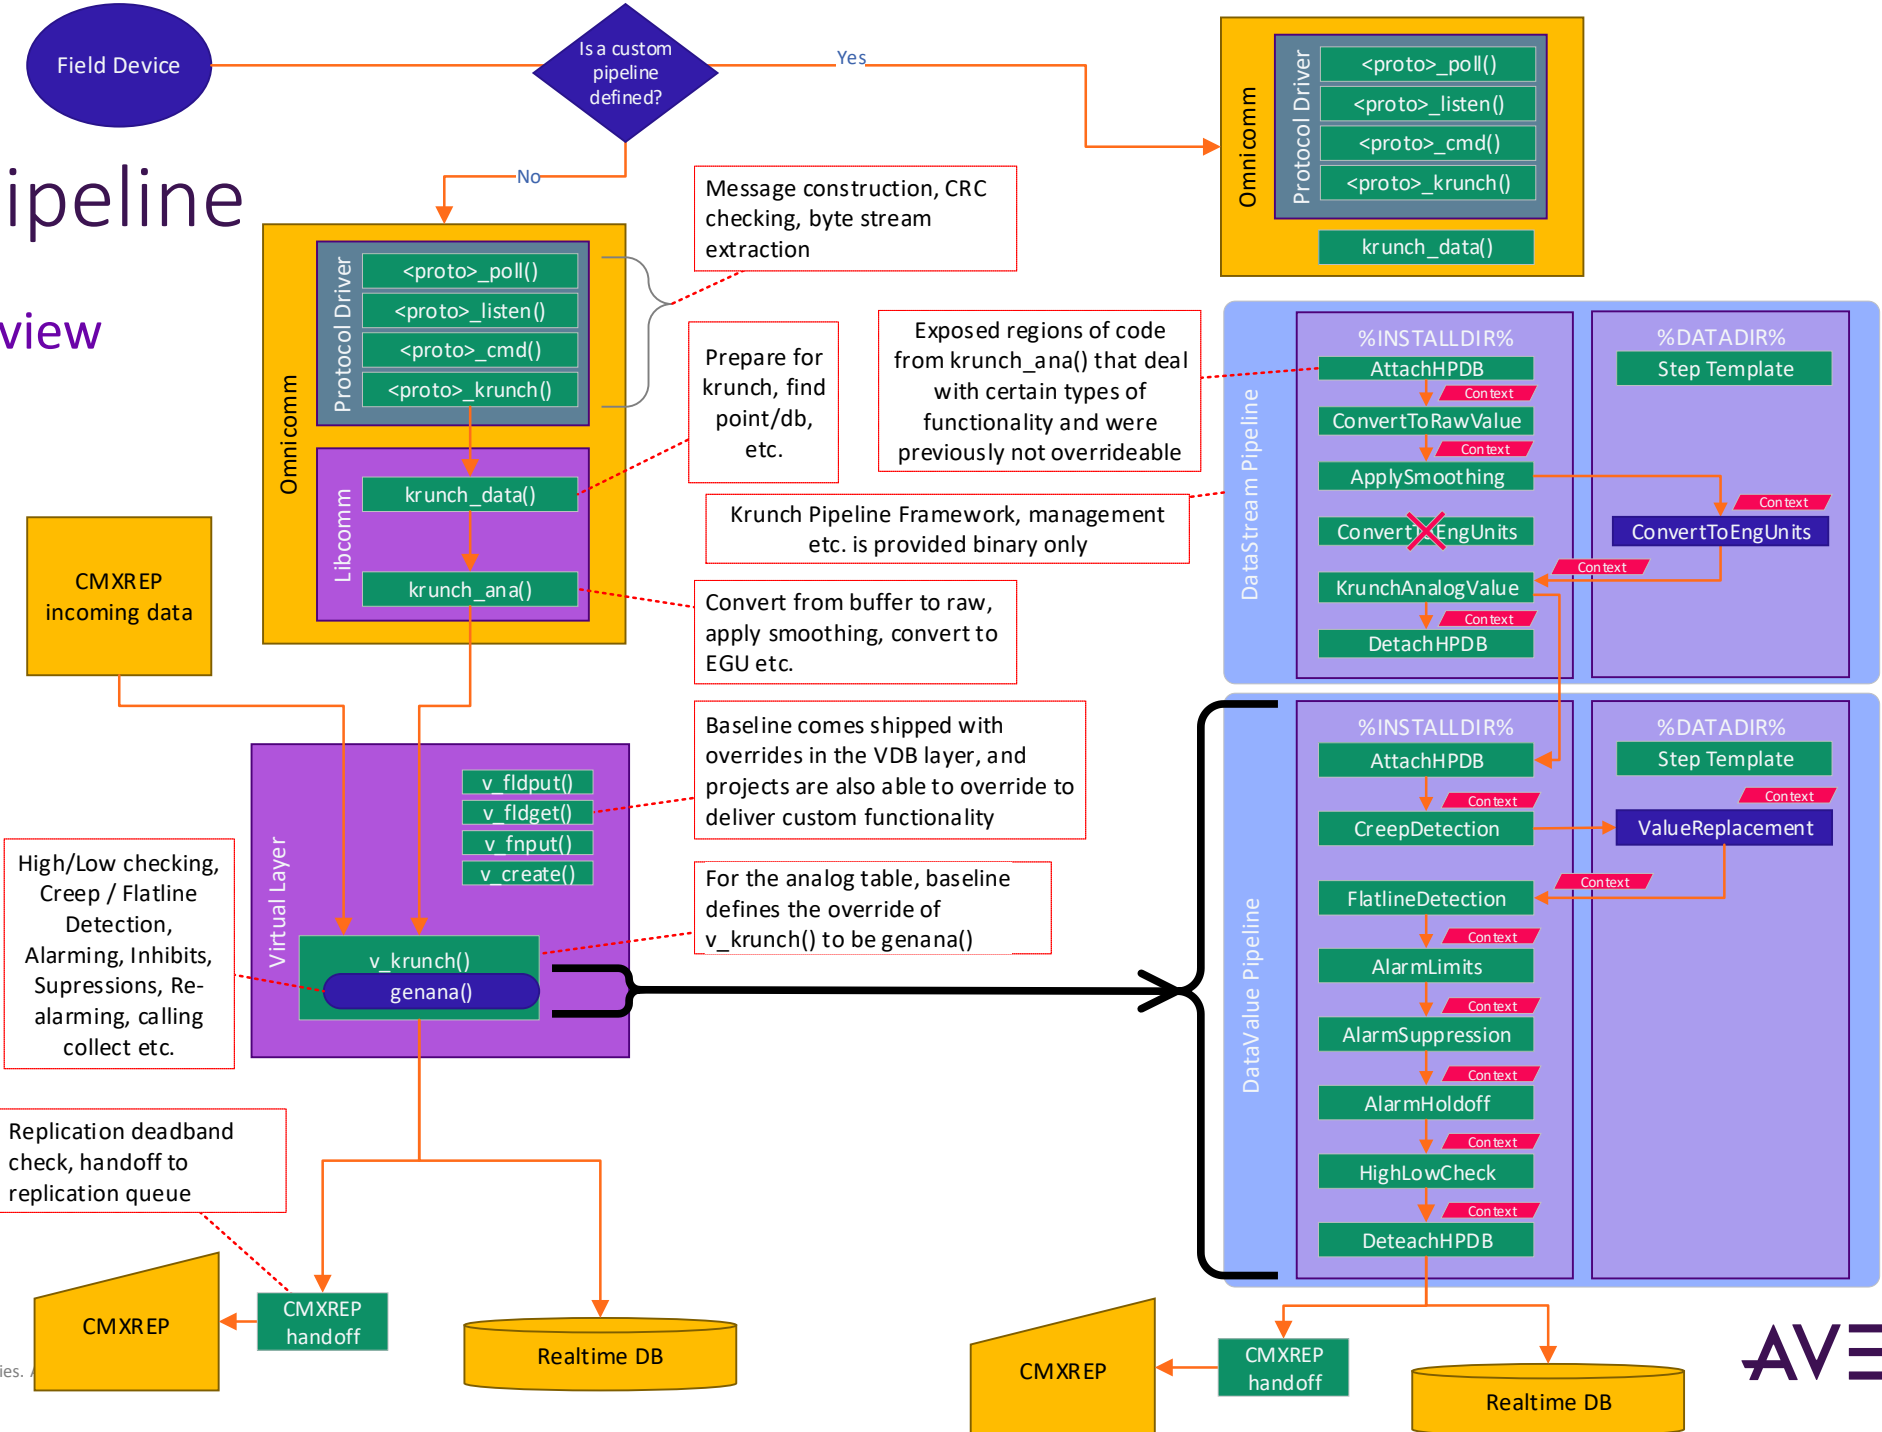 Field Device
Is a custom
pipeline
defined?
Yes
No
ipeline
view
Omnicomm
Protocol Driver
<proto>_poll()
<proto>_listen()
<proto>_cmd()
<proto>_krunch()
krunch_data()
Message construction, CRC
checking, byte stream
extraction
Omnicomm
Protocol Driver
<proto>_poll()
<proto>_listen()
<proto>_cmd()
<proto>_krunch()
Libcomm
krunch_data()
krunch_ana()
Prepare for
krunch, find
point/db,
etc.
Exposed regions of code
from krunch_ana() that deal
with certain types of
functionality and were
previously not overrideable
Krunch Pipeline Framework, management
etc. is provided binary only
Convert from buffer to raw,
apply smoothing, convert to
EGU etc.
DataStream Pipeline
%INSTALLDIR%
AttachHPDB
Context
ConvertToRawValue
Context
ApplySmoothing
ConvertToEngUnits
KrunchAnalogValue
Context
DetachHPDB
%DATADIR%
Step Template
Context
ConvertToEngUnits
Context
CMXREP
incoming data
Baseline comes shipped with
overrides in the VDB layer, and
projects are also able to override to
deliver custom functionality
For the analog table, baseline
defines the override of
v_krunch() to be genana()
Virtual Layer
v_fldput()
v_fldget()
v_fnput()
v_create()
v_krunch()
genana()
High/Low checking,
Creep / Flatline
Detection,
Alarming, Inhibits,
Supressions, Re-
alarming, calling
collect etc.
DataValue Pipeline
%INSTALLDIR%
AttachHPDB
Context
CreepDetection
FlatlineDetection
Context
AlarmLimits
Context
AlarmSuppression
Context
AlarmHoldoff
Context
HighLowCheck
Context
DeteachHPDB
%DATADIR%
Step Template
Context
ValueReplacement
Context
Replication deadband
check, handoff to
replication queue
CMXREP
CMXREP
handoff
Realtime DB
CMXREP
CMXREP
handoff
Realtime DB
ies.
AVE